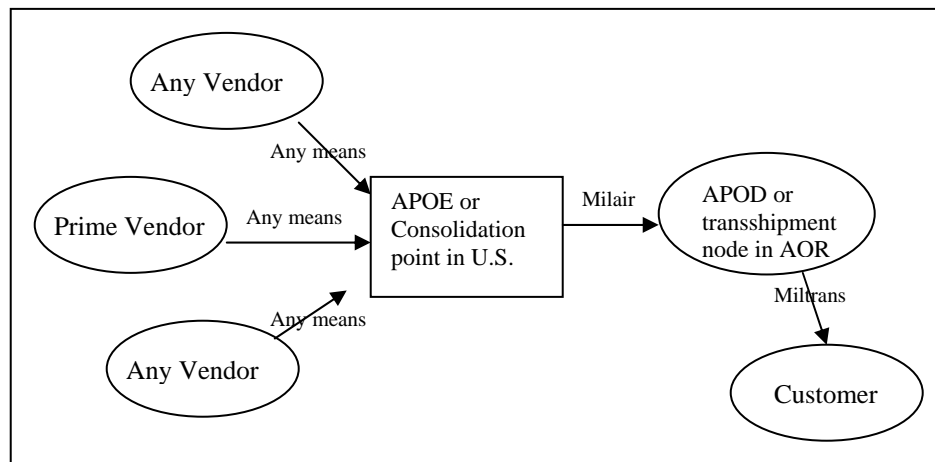 Any Vendor
Any means
Prime Vendor
Any means
Any means
Any Vendor
APOE or
Consolidation
point in U.S.
Milair
APOD or
transshipment
node in AOR
Miltrans
Customer